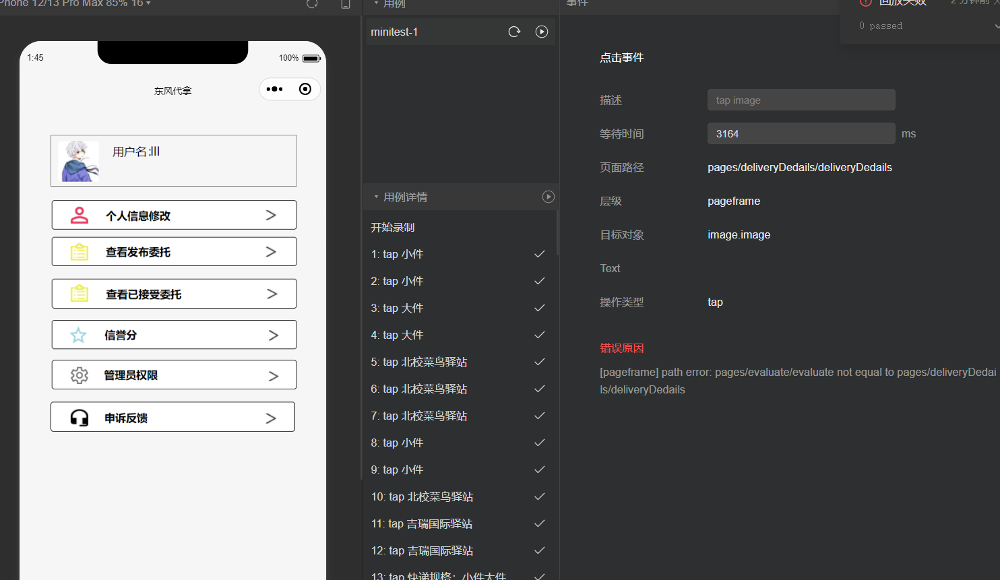 Phone 12/13 Pro Max 85% 16
1:45
100%
东风代拿
用户名:lll
个人信息修改
查看发布委托
查看已接受委托
信誉分
管理员权限
申诉反馈
用例
minitest-1
用例详情
开始录制
1: tap 小件
2: tap 小件
3: tap 大件
4: tap 大件
5: tap 北校菜鸟驿站
6: tap 北校菜鸟驿站
7: tap 北校菜鸟驿站
8: tap 小件
9: tap 小件
10: tap 北校菜鸟驿站
11: tap 吉瑞国际驿站
12: tap 吉瑞国际驿站
13: tap 快递规格: 小件大件
事件
回放失败
2 分钟前
0 passed
点击事件
描述
tap image
等待时间
3164
ms
页面路径
pages/deliveryDedails/deliveryDedails
层级
pageframe
目标对象
image.image
Text
操作类型
tap
错误原因
[pageframe] path error: pages/evaluate/evaluate not equal to pages/deliveryDedai
ls/deliveryDedails